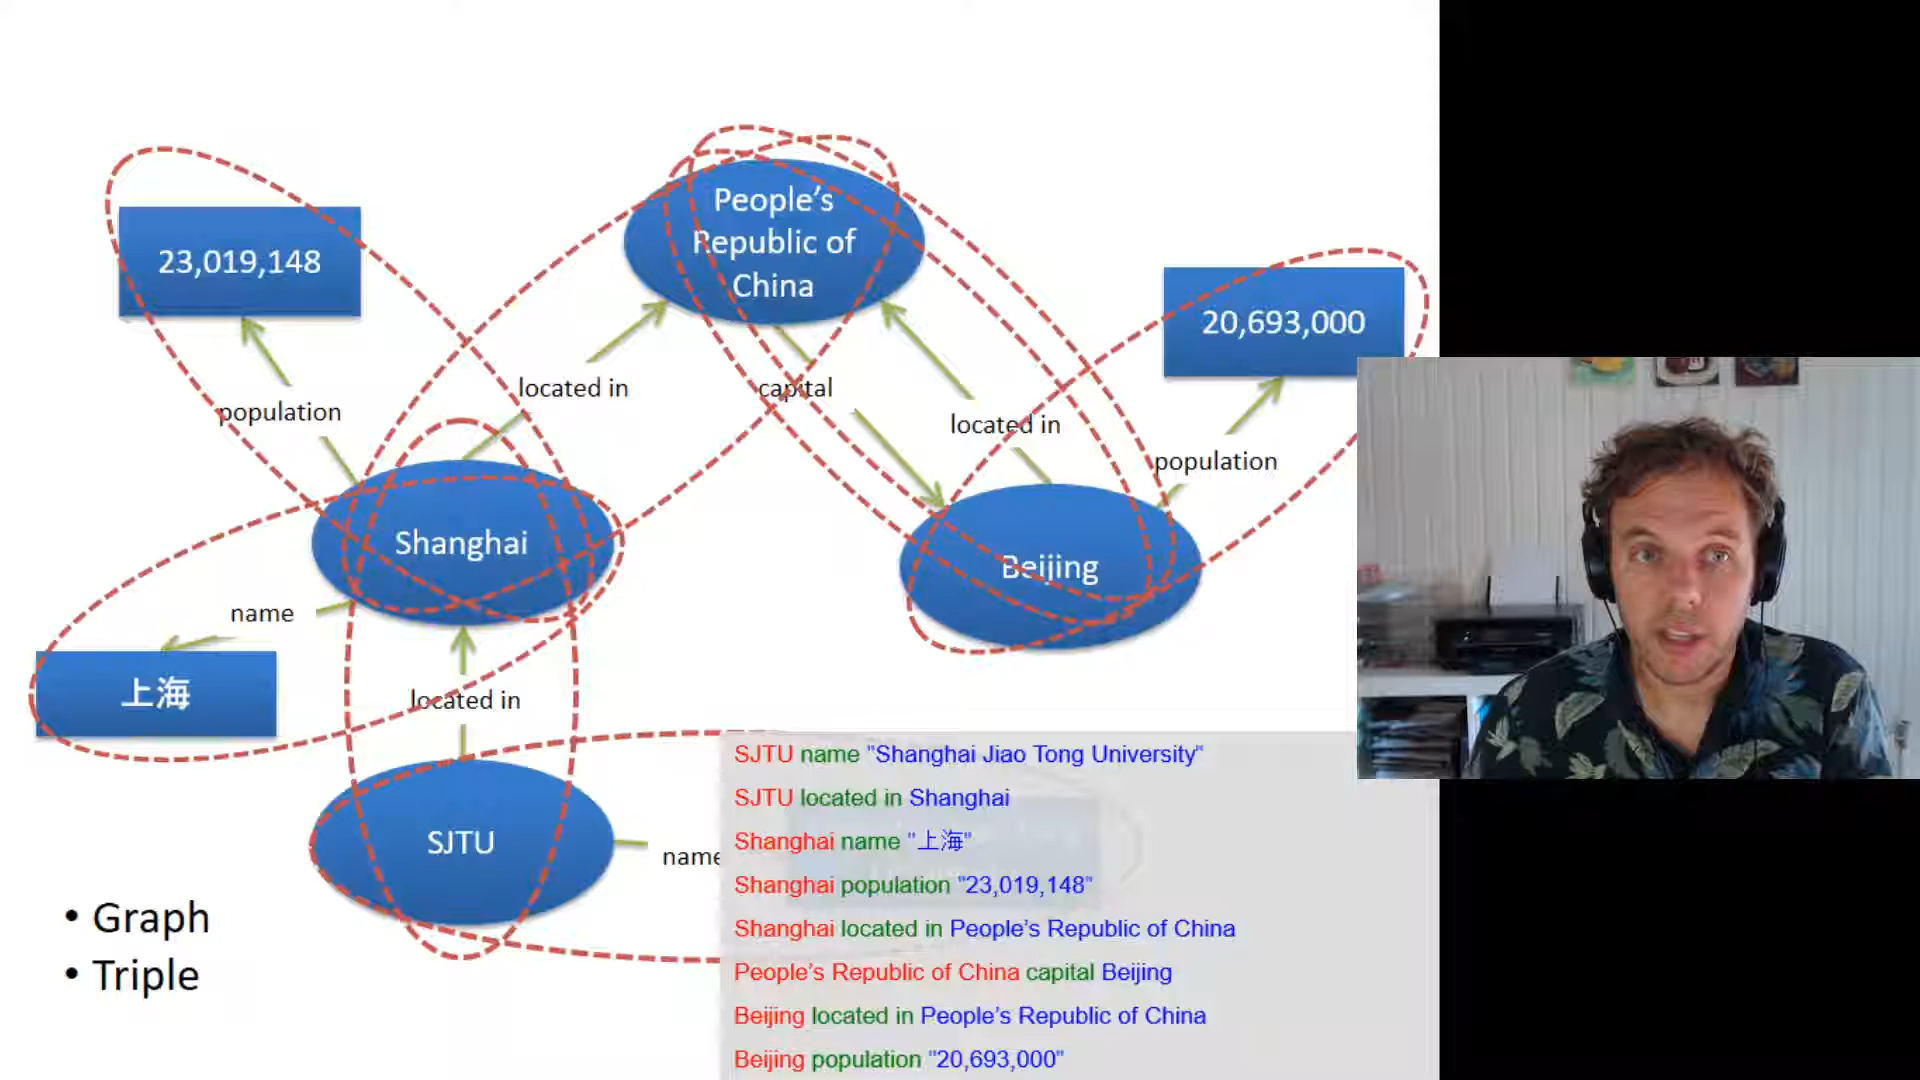 People’s
Republic of
China
23,019,148
20,693,000
located in
capital
population
located in
population
Shanghai
Beijing
name
上海
located in
SJTU
name
• Graph
• Triple
SJTU name "Shanghai Jiao Tong University"
SJTU located in Shanghai
Shanghai name "上海"
Shanghai population "23,019,148"
Shanghai located in People’s Republic of China
People’s Republic of China capital Beijing
Beijing located in People’s Republic of China
Beijing population "20,693,000"